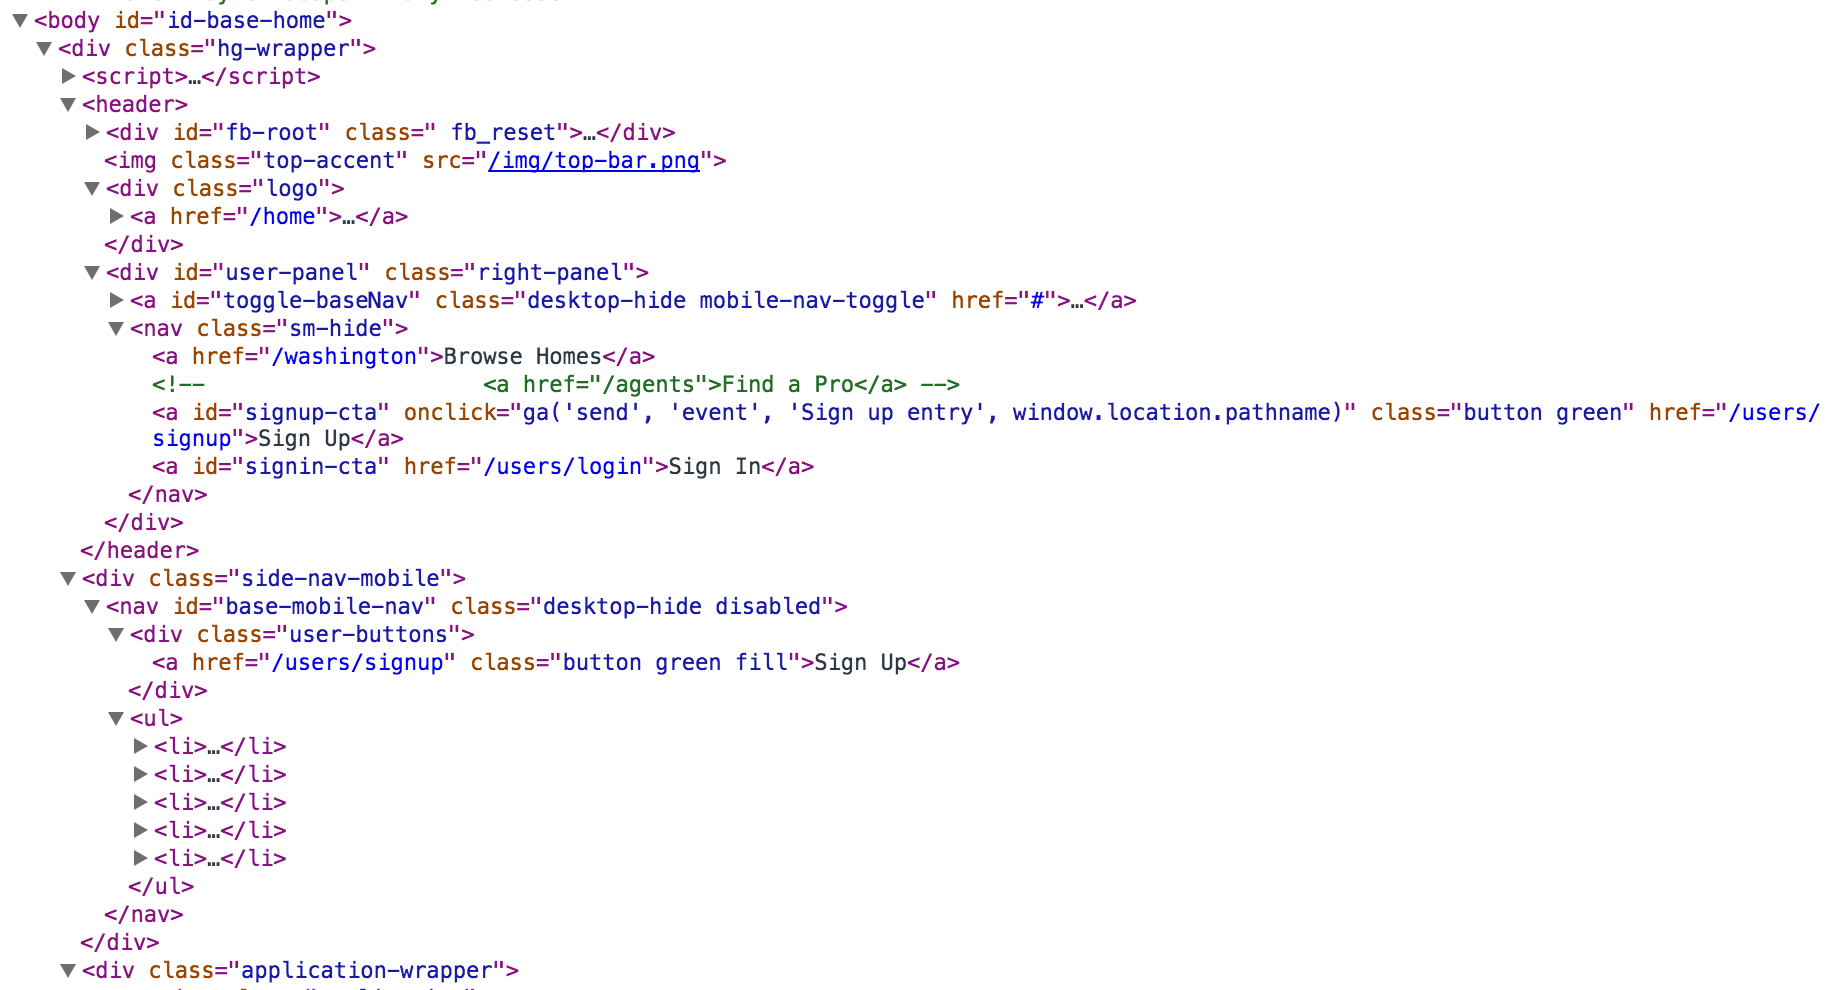 <body id="id-base-home">
<div class="hg-wrapper">
<script>…</script>
<header>
<div id="fb-root" class=" fb_reset">…</div>
<img class="top-accent" src="/img/top-bar.png">
<div class="logo">
<a href="/home">…</a>
</div>
<div id="user-panel" class="right-panel">
<a id="toggle-baseNav" class="desktop-hide mobile-nav-toggle" href="#">…</a>
<nav class="sm-hide">
<a href="/washington">Browse Homes</a>
<!-- <a href="/agents">Find a Pro</a> -->
<a id="signup-cta" onclick="ga('send', 'event', 'Sign up entry', window.location.pathname)" class="button green" href="/users/
signup">Sign Up</a>
<a id="signin-cta" href="/users/login">Sign In</a>
</nav>
</div>
</header>
<div class="side-nav-mobile">
<nav id="base-mobile-nav" class="desktop-hide disabled">
<div class="user-buttons">
<a href="/users/signup" class="button green fill">Sign Up</a>
</div>
<ul>
<li>…</li>
<li>…</li>
<li>…</li>
<li>…</li>
<li>…</li>
</ul>
</nav>
</div>
<div class="application-wrapper">